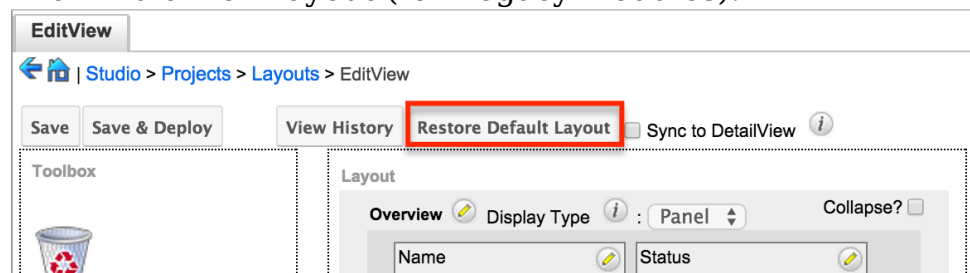 EditView
| Studio > Projects > Layouts > EditView
Save Save & Deploy View History Restore Default Layout Sync to DetailView i
Toolbox
Layout
Overview Display Type i : Panel Collapse?
Name Status